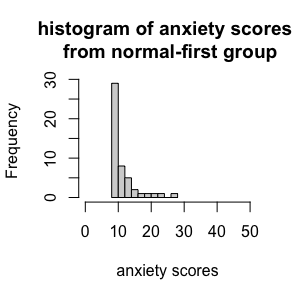 histogram of anxiety scores
from normal-first group
Frequency
30
20
10
0
0 10 20 30 40 50
anxiety scores